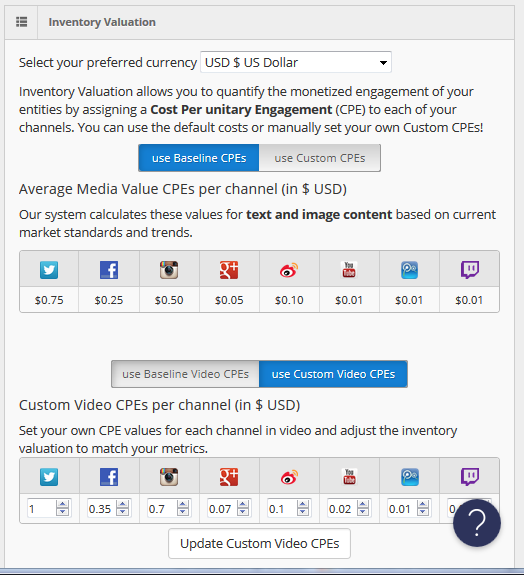 Inventory Valuation
Select your preferred currency USD $ US Dollar
Inventory Valuation allows you to quantify the monetized engagement of your
entities by assigning a Cost Per unitary Engagement (CPE) to each of your
channels. You can use the default costs or manually set your own Custom CPEs!
use Baseline CPEs use Custom CPEs
Average Media Value CPEs per channel (in $ USD)
Our system calculates these values for text and image content based on current
market standards and trends.
You Tube
$0.75 $0.25 $0.50 $0.05 $0.10 $0.01 $0.01 $0.01
use Baseline Video CPEs use Custom Video CPEs
Custom Video CPEs per channel (in $ USD)
Set your own CPE values for each channel in video and adjust the inventory
valuation to match your metrics.
You Tube
1 0.35 0.7 0.07 0.1 0.02 0.01
?
Update Custom Video CPEs